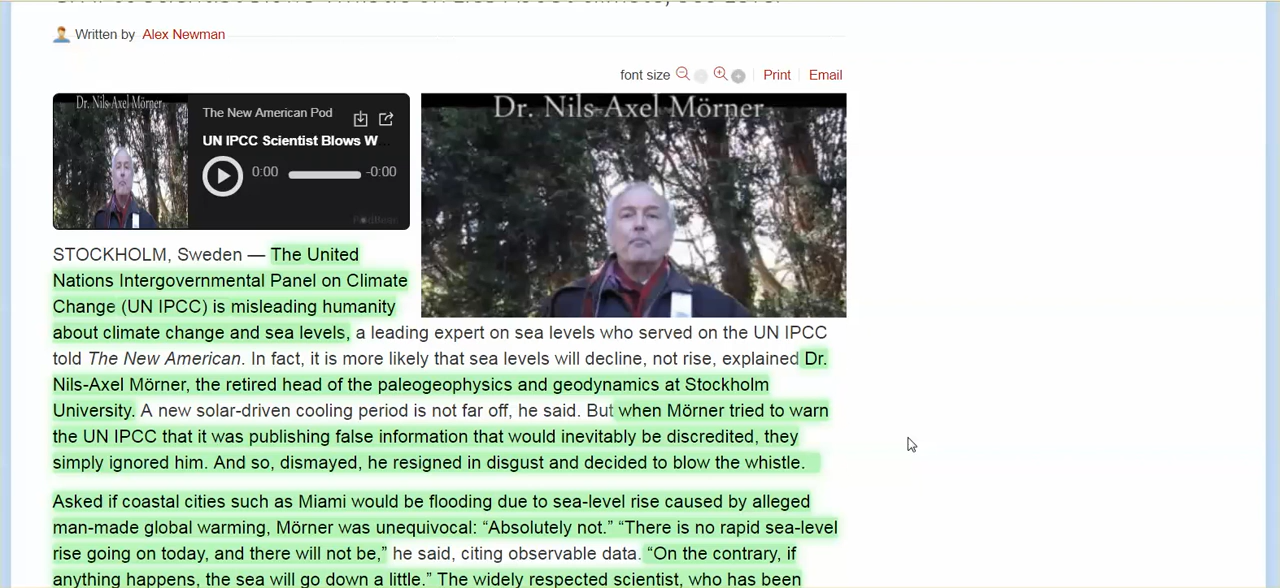 Written by Alex Newman
font size Print Email
Dr. Nils-Axel Mörner
The New American Pod
UN IPCC Scientist Blows W
0:00 -0:00
Dr. Nils-Axel Mörner
STOCKHOLM, Sweden — The United
Nations Intergovernmental Panel on Climate
Change (UN IPCC) is misleading humanity
about climate change and sea levels, a leading expert on sea levels who served on the UN IPCC
told The New American. In fact, it is more likely that sea levels will decline, not rise, explained Dr.
Nils-Axel Mörner, the retired head of the paleogeophysics and geodynamics at Stockholm
University. A new solar-driven cooling period is not far off, he said. But when Mörner tried to warn
the UN IPCC that it was publishing false information that would inevitably be discredited, they
simply ignored him. And so, dismayed, he resigned in disgust and decided to blow the whistle.
Asked if coastal cities such as Miami would be flooding due to sea-level rise caused by alleged
man-made global warming, Mörner was unequivocal: “Absolutely not.” “There is no rapid sea-level
rise going on today, and there will not be,” he said, citing observable data. “On the contrary, if
anything happens, the sea will go down a little.” The widely respected scientist, who has been